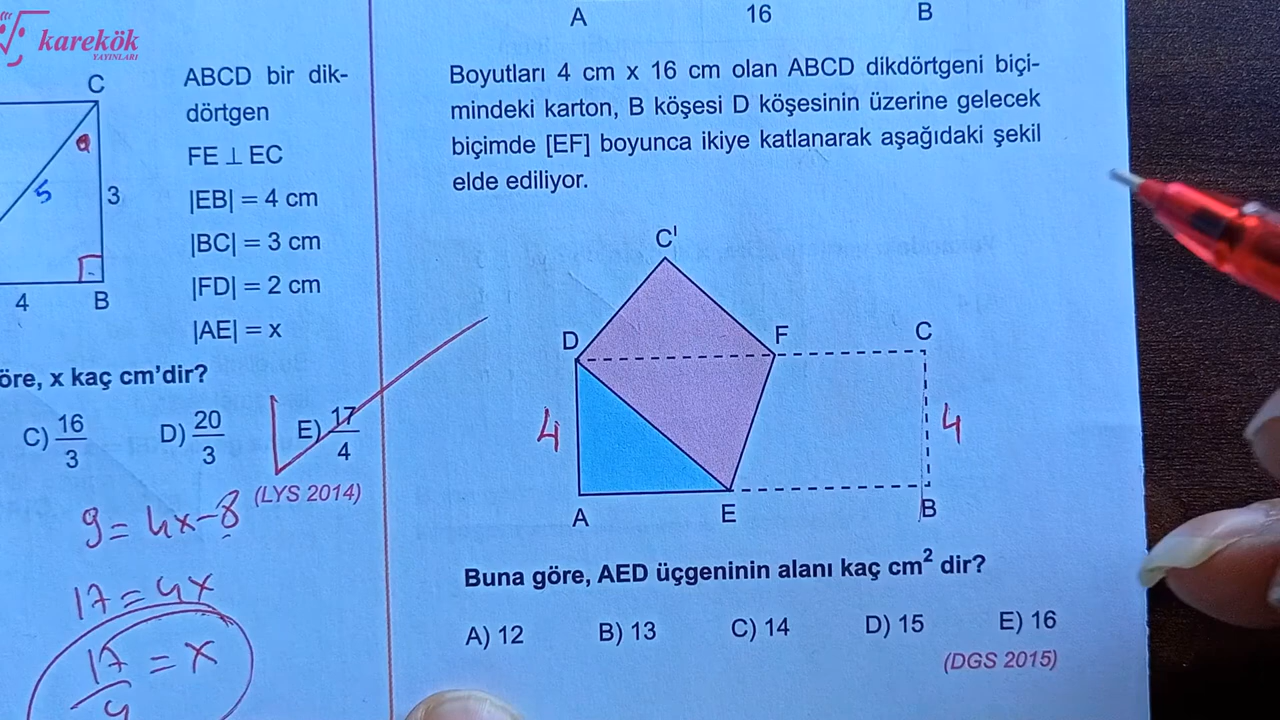 karekök
YAYINLARI
C
5
3
4
B
ABCD bir dik-
dörtgen
FE ⊥ EC
|EB| = 4 cm
|BC| = 3 cm
|FD| = 2 cm
|AE| = x
öre, x kaç cm'dir?
C) 16/3 D) 20/3 E) 17/4
(LYS 2014)
9 = 4x - 8
17 = 4x
17/4 = x
A 16 B
Boyutları 4 cm x 16 cm olan ABCD dikdörtgeni biçi-
mindeki karton, B köşesi D köşesinin üzerine gelecek
biçimde [EF] boyunca ikiye katlanarak aşağıdaki şekil
elde ediliyor.
C'
D F C
4 4
A E B
Buna göre, AED üçgeninin alanı kaç cm² dir?
A) 12 B) 13 C) 14 D) 15 E) 16
(DGS 2015)